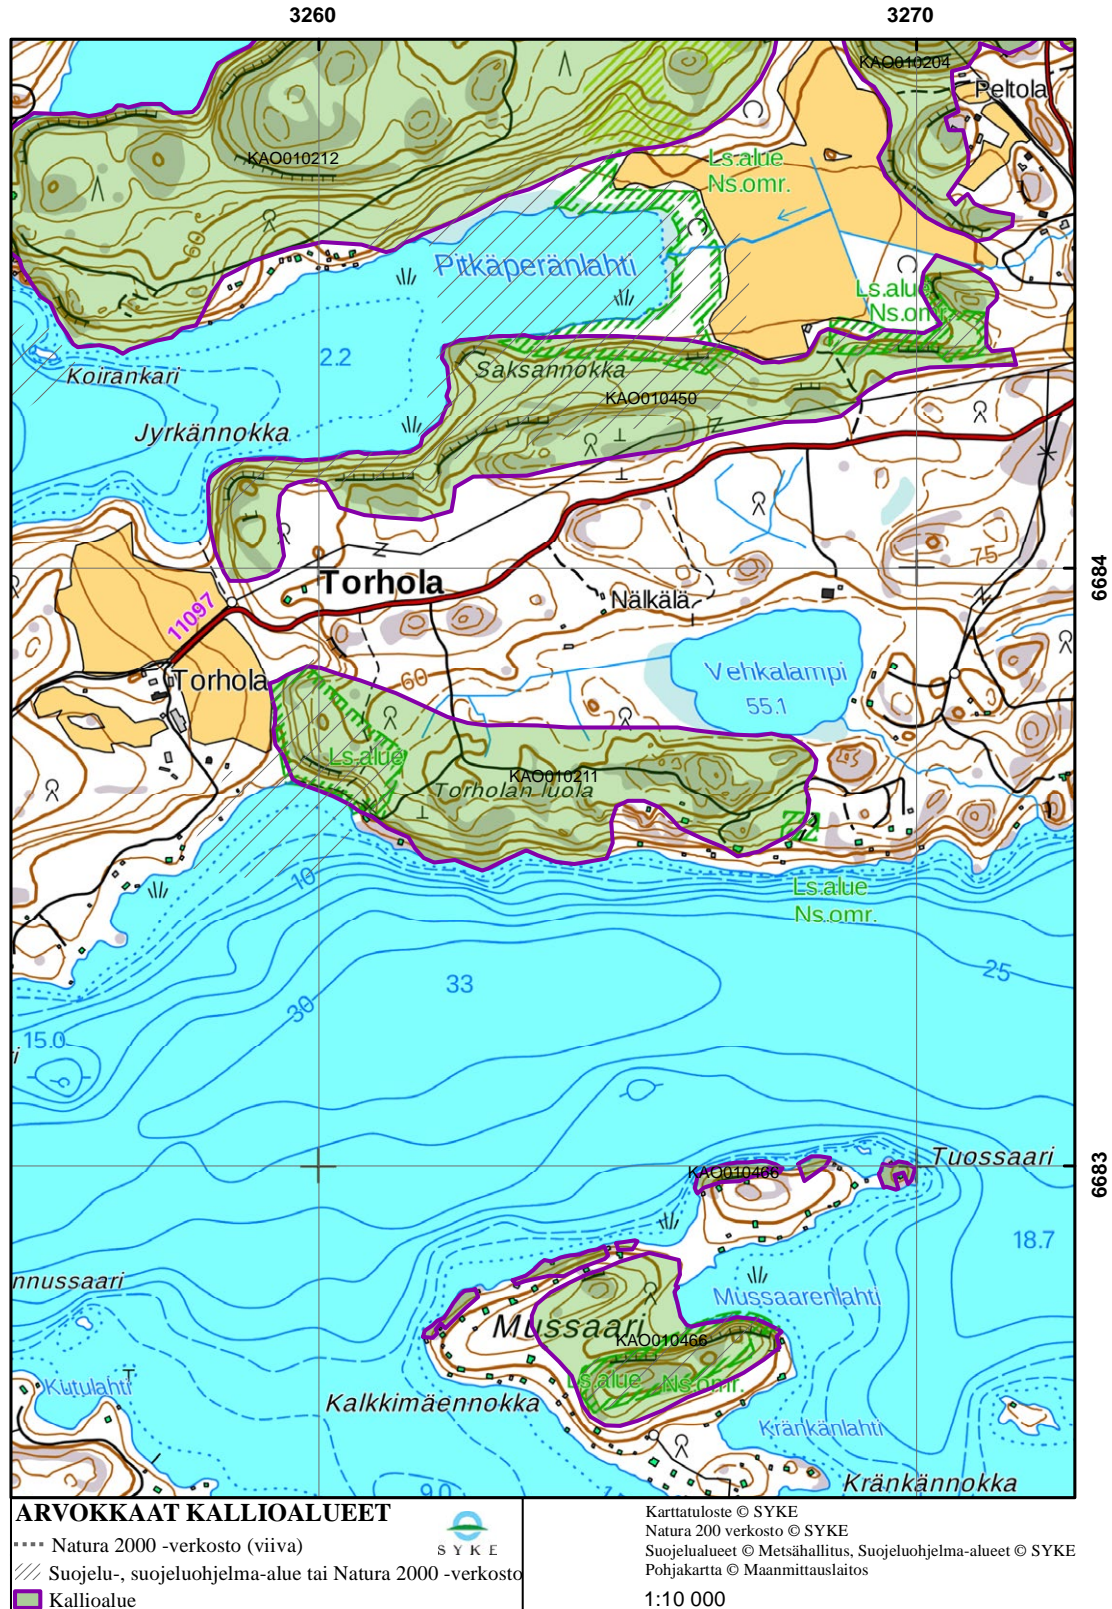 3260
3270
KAO010204
Peltola
KAO010212
Ls.alue
Ns.omr.
60
Pitkäperänlahti
Ls.alue
Ns.omr.
2.2
Koirankari
Saksannokka
KAO010450
Jyrkännokka
Z
Z
75
6684
Torhola
Nälkälä
11097
Z
Torhola
60
Vehkalampi
55.1
Ls.alue
KAO010211
Torholan luola
10
Ls.alue
Ns.omr.
33
25
30
15.0
Tuossaari
KAO010466
6683
18.7
nnussaari
Mussaarenlahti
Mussaari
KAO010466
Ls.alue Ns.omr.
Kutulahti
Kalkkimäennokka
Kränkänlahti
Kränkännokka
ARVOKKAAT KALLIOALUEET
Natura 2000 -verkosto (viiva)
SYKE
Suojelu-, suojeluohjelma-alue tai Natura 2000 -verkosto
Kallioalue
Karttatuloste © SYKE
Natura 200 verkosto © SYKE
Suojelualueet © Metsähallitus, Suojeluohjelma-alueet © SYKE
Pohjakartta © Maanmittauslaitos
1:10 000